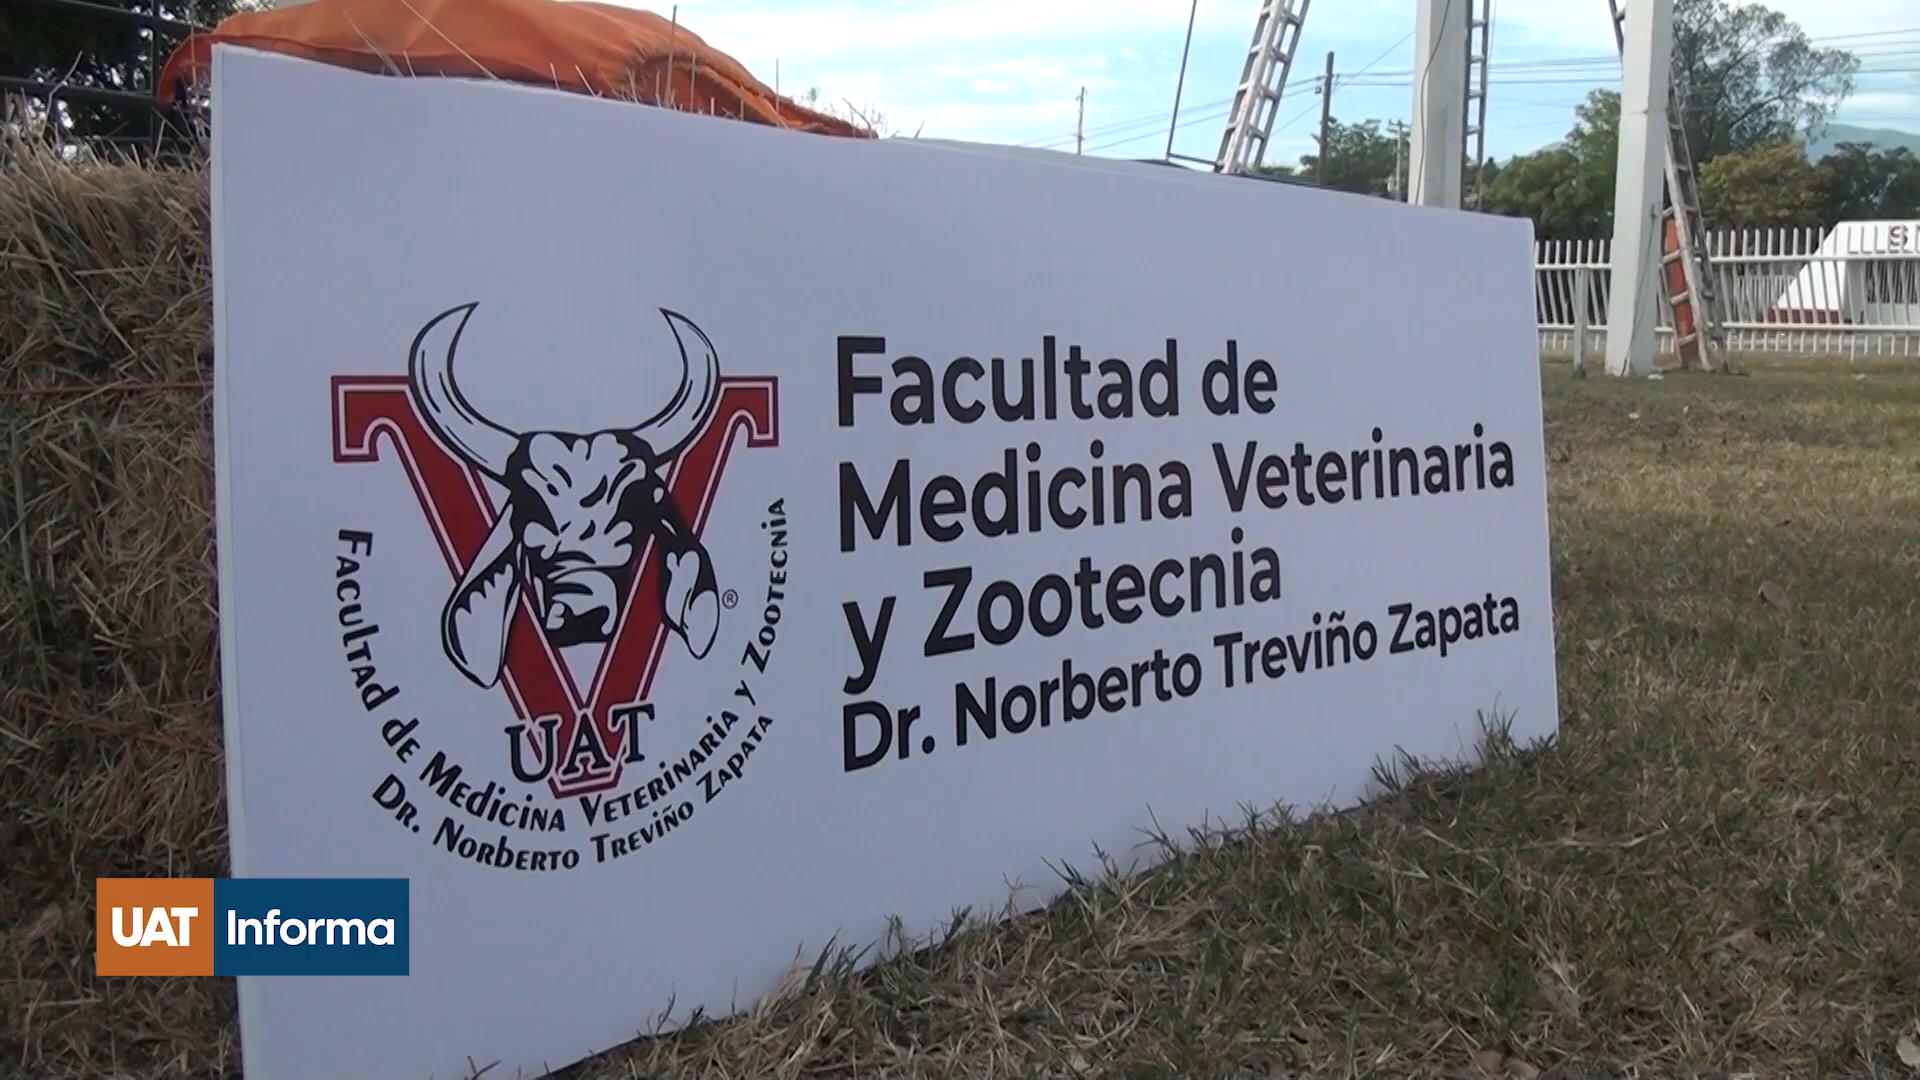 Facultad de
Medicina Veterinaria
y Zootecnia
Dr. Norberto Treviño Zapata
UAT
®
Facultad de Medicina Veterinaria y Zootecnia
Dr. Norberto Treviño Zapata
UAT Informa